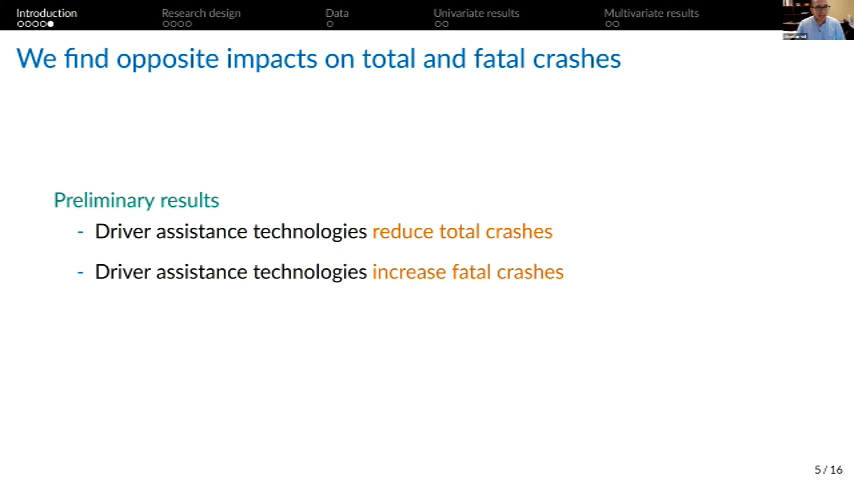 Introduction
Research design
Data
Univariate results
Multivariate results
We find opposite impacts on total and fatal crashes
Preliminary results
- Driver assistance technologies reduce total crashes
- Driver assistance technologies increase fatal crashes
5 / 16